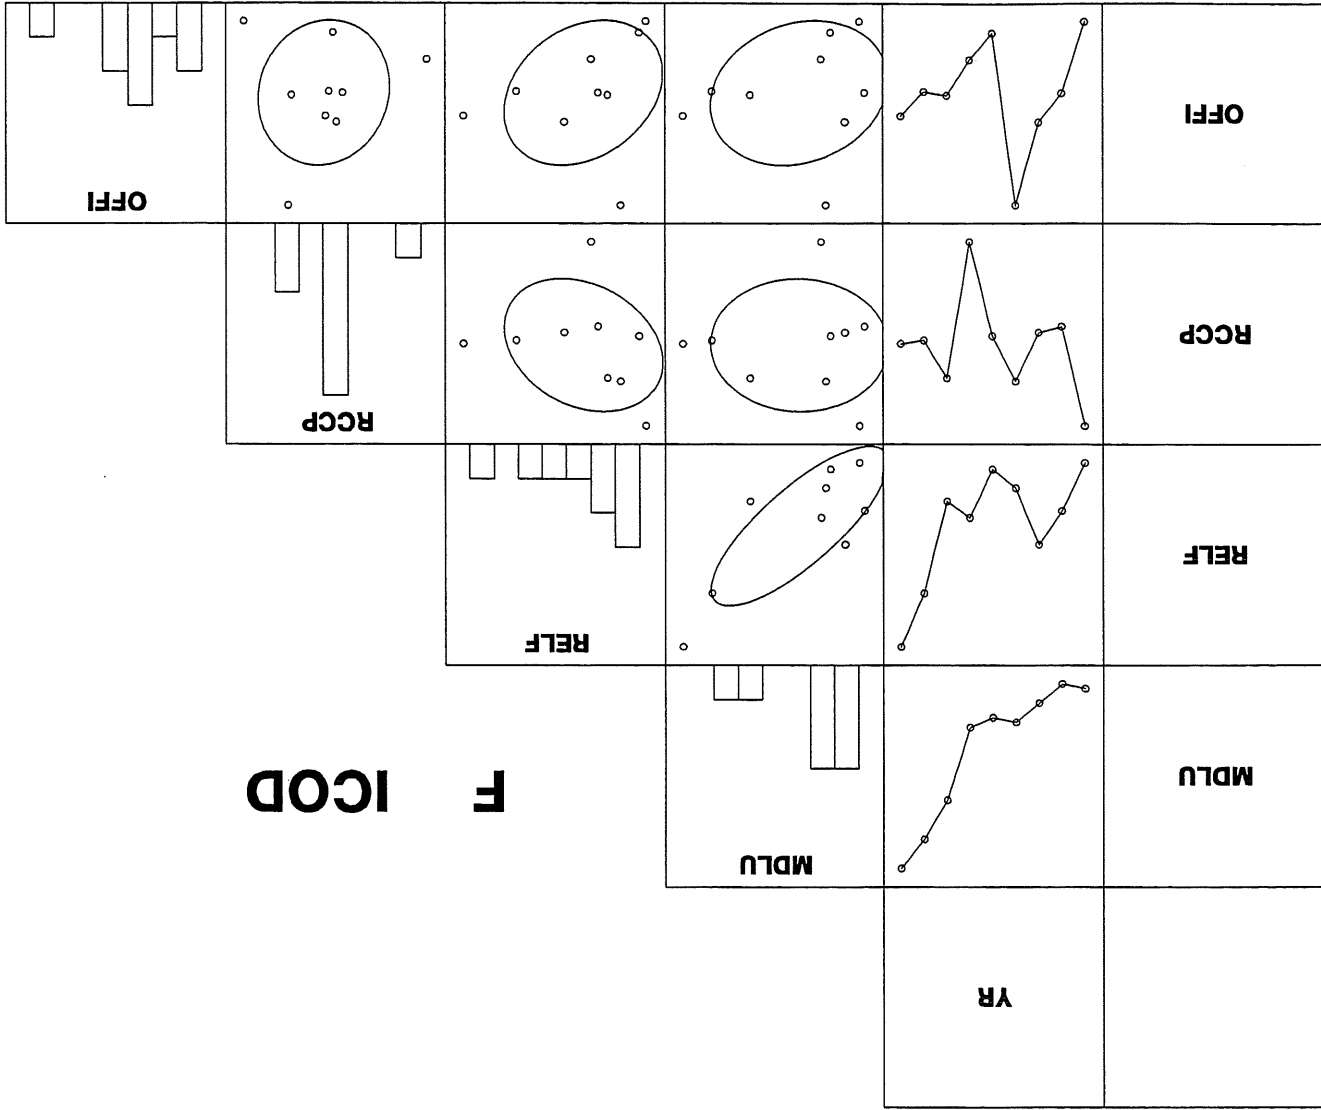 YR
MDLU
MDLU
F ICOD
RELF
RELF
RCCP
RCCP
OFFI
OFFI